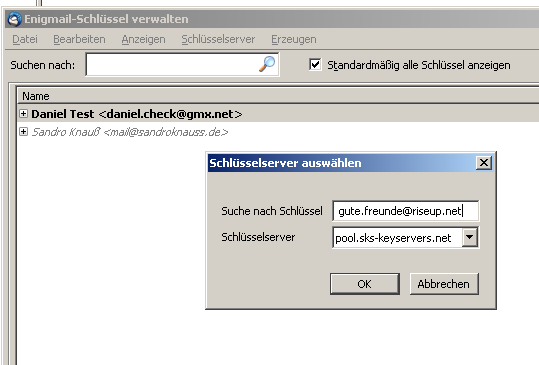 Enigmail-Schlüssel verwalten
Datei Bearbeiten Anzeigen Schlüsselserver Erzeugen
Suchen nach: Standardmäßig alle Schlüssel anzeigen
Name
Daniel Test <daniel.check@gmx.net>
Sandro Knauß <mail@sandroknauss.de>
Schlüsselserver auswählen
Suche nach Schlüssel gute.freunde@riseup.net
Schlüsselserver pool.sks-keyservers.net
OK Abbrechen